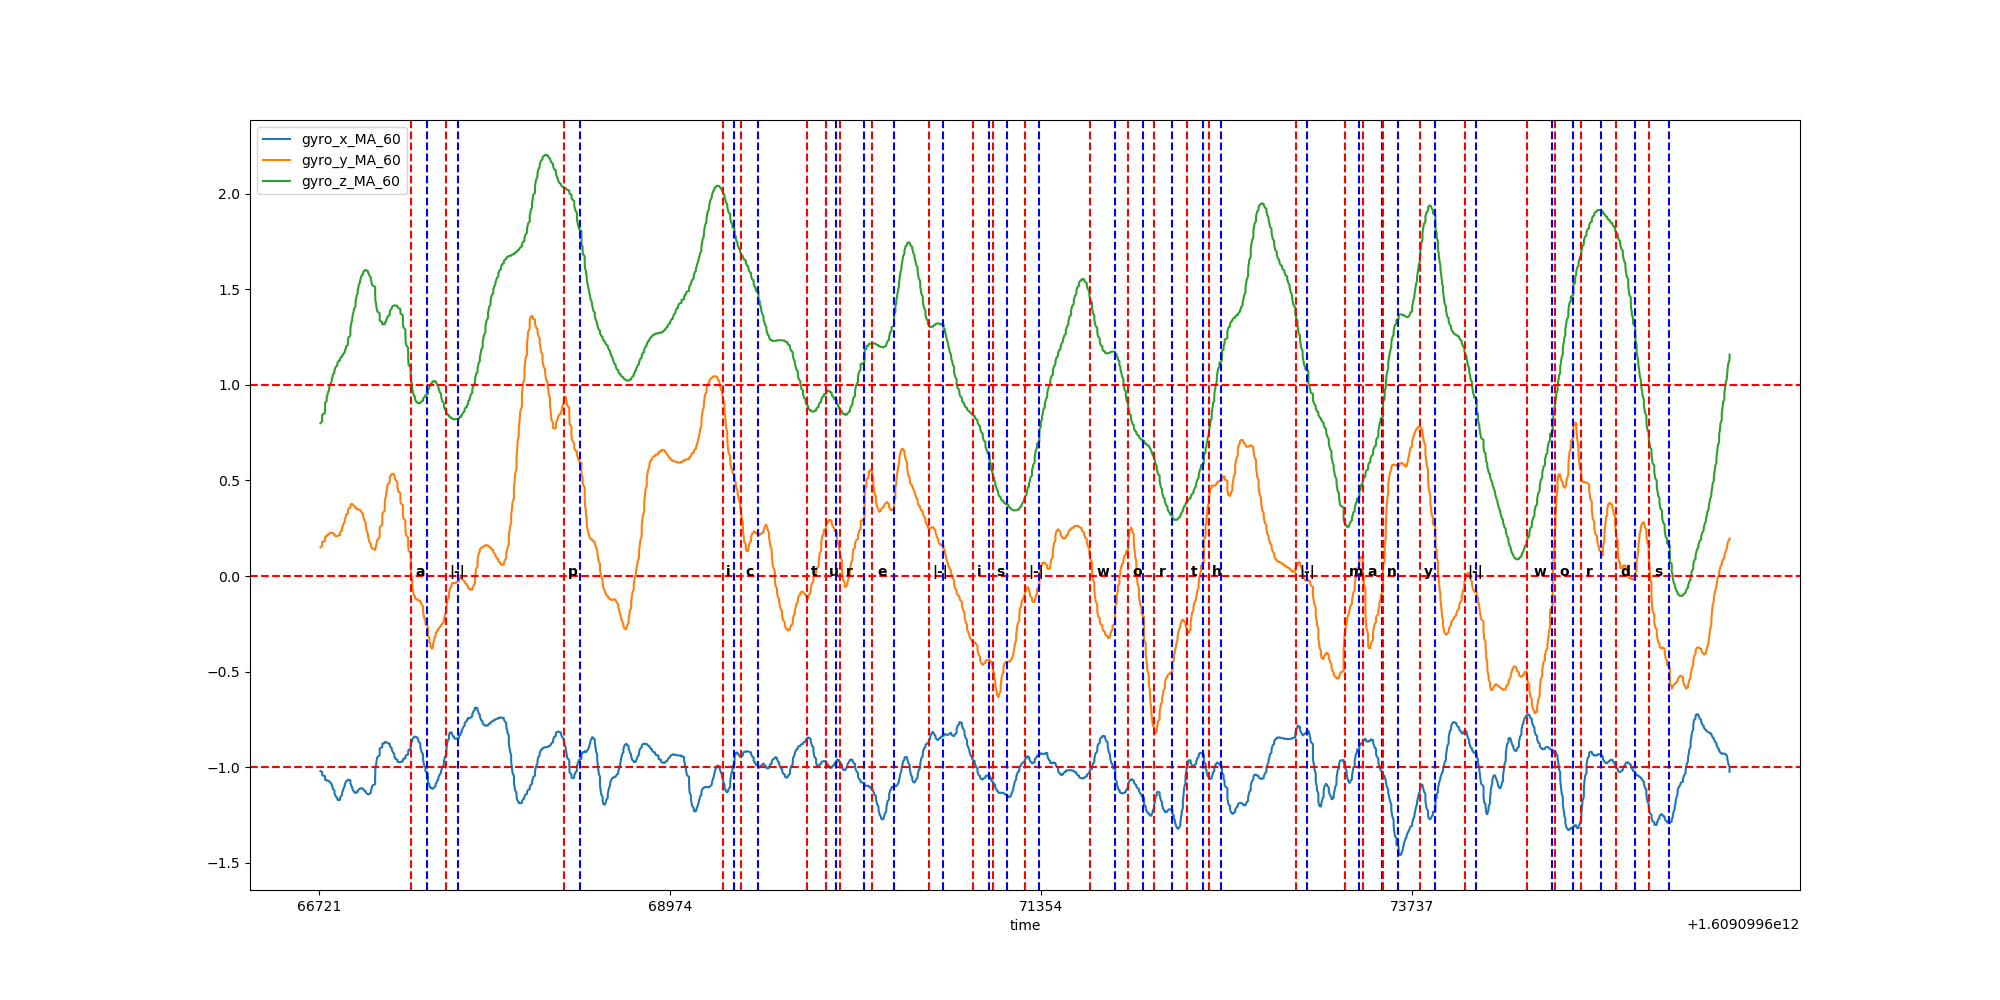 gyro_x_MA_60
gyro_y_MA_60
gyro_z_MA_60
2.0
1.5
1.0
0.5
0.0
−0.5
−1.0
−1.5
a |-| p i c t u r e |-| i s |-| w o r t h |-| m a n y |-| w o r d s
66721 68974 71354 73737
time
+1.6090996e12